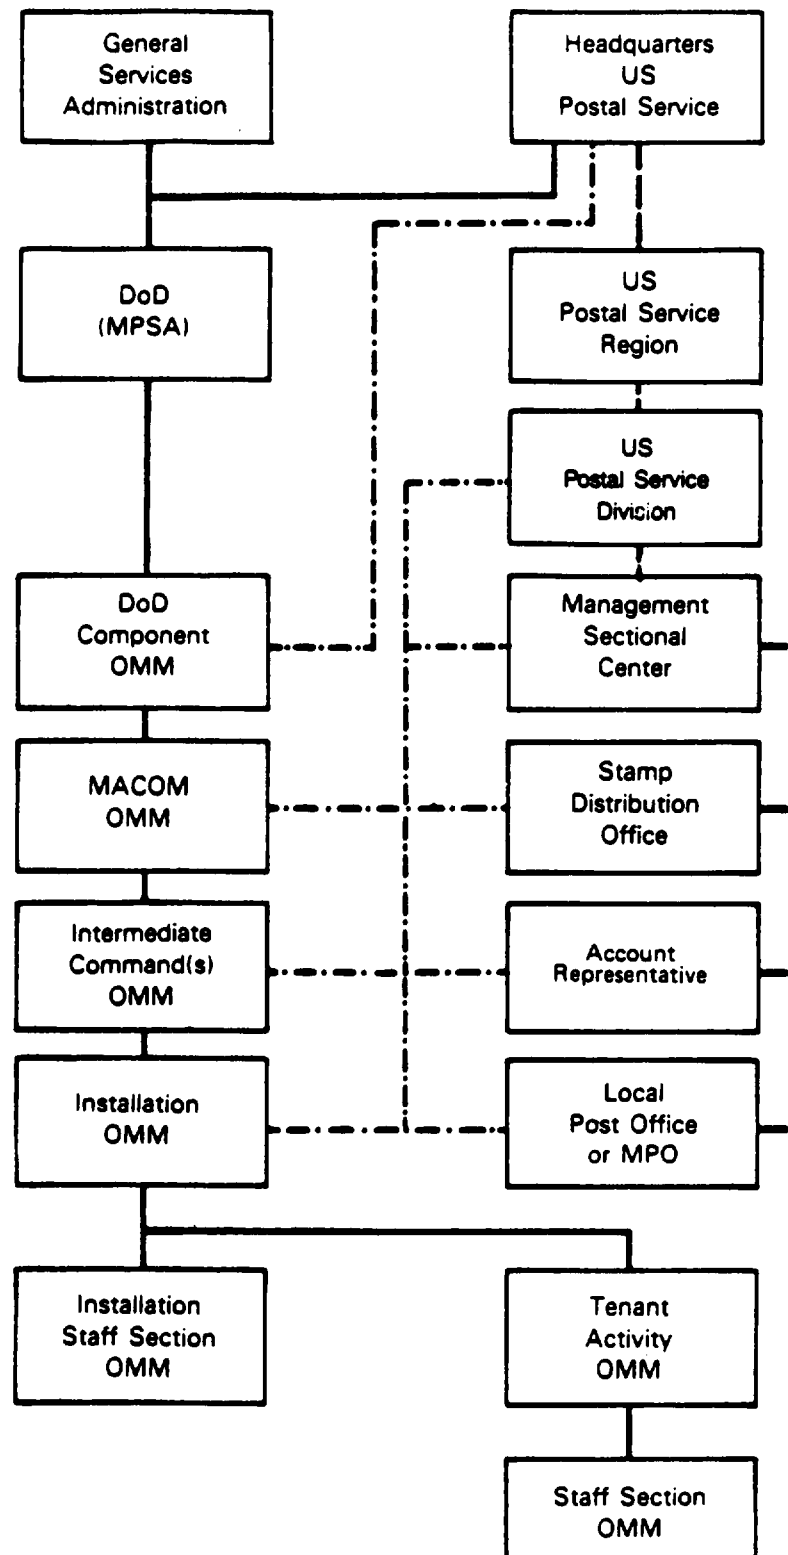 General
Services
Administration
Headquarters
US
Postal Service
DoD
(MPSA)
US
Postal Service
Region
US
Postal Service
Division
DoD
Component
OMM
Management
Sectional
Center
MACOM
OMM
Stamp
Distribution
Office
Intermediate
Command(s)
OMM
Account
Representative
Installation
OMM
Local
Post Office
or MPO
Installation
Staff Section
OMM
Tenant
Activity
OMM
Staff Section
OMM